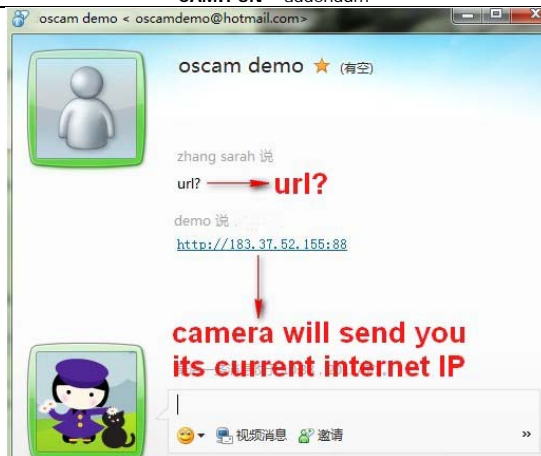 oscam demo < oscamdemo@hotmail.com>
oscam demo (有空)
zhang sarah 说
url? url?
demo 说
http://183.37.52.155:88
camera will send you
its current internet IP
视频消息 邀请